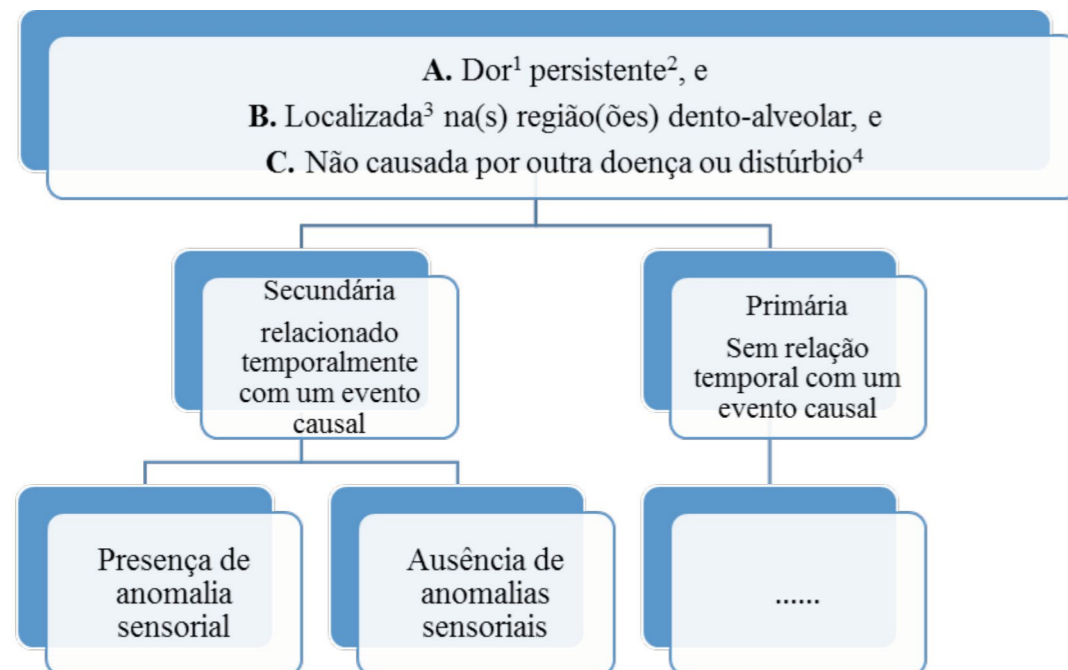 A. Dor¹ persistente², e
B. Localizada³ na(s) região(ões) dento-alveolar, e
C. Não causada por outra doença ou distúrbio⁴
Secundária
relacionado
temporalmente
com um evento
causal
Primária
Sem relação
temporal com um
evento causal
Presença de
anomalia
sensorial
Ausência de
anomalias
sensoriais
......